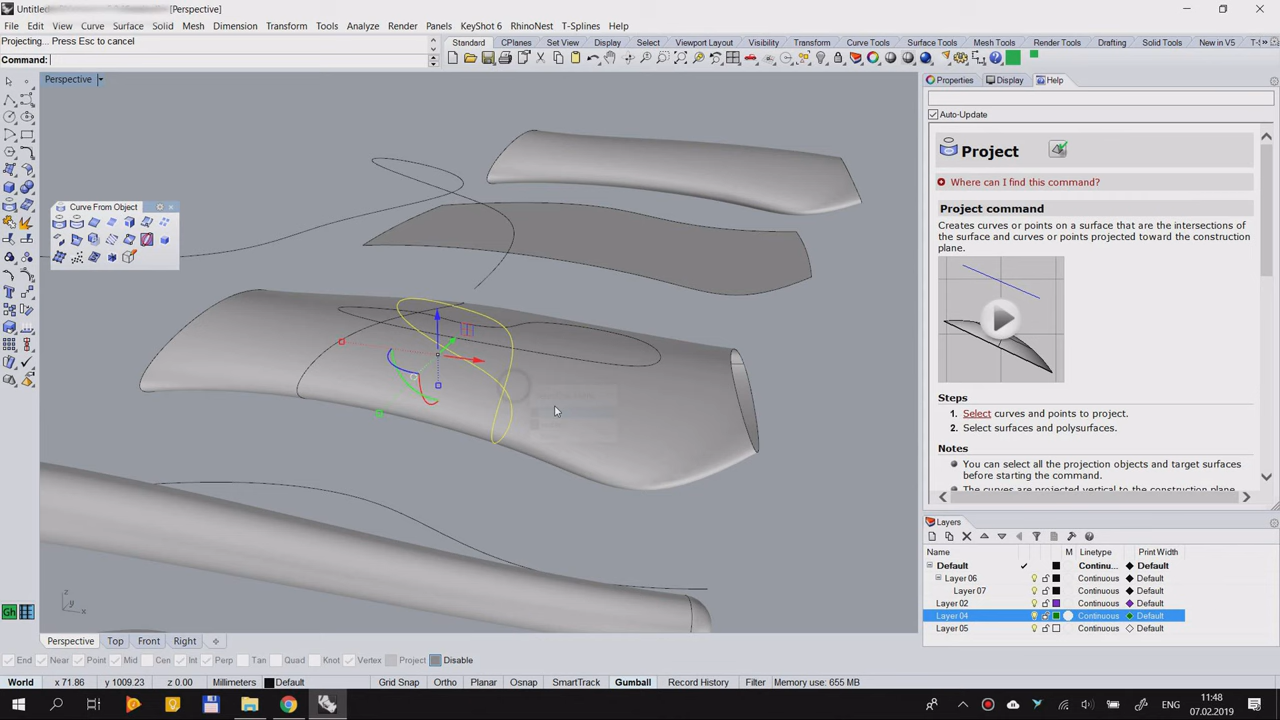 Untitled - [Perspective]
File Edit View Curve Surface Solid Mesh Dimension Transform Tools Analyze Render Panels KeyShot 6 RhinoNest T-Splines Help
Projecting... Press Esc to cancel
Command:
Standard CPlanes Set View Display Select Viewport Layout Visibility Transform Curve Tools Surface Tools Mesh Tools Render Tools Drafting Solid Tools New in V5
Perspective
Properties Display Help
Auto-Update
Project
Where can I find this command?
Project command
Creates curves or points on a surface that are the intersections of the surface and curves or points projected toward the construction plane.
Curve From Object
Steps
1. Select curves and points to project.
2. Select surfaces and polysurfaces.
Notes
You can select all the projection objects and target surfaces before starting the command.
The curves are projected vertical to the construction plane
Layers
Name M Linetype Print Width
Default Continu... Default
Layer 06 Continuous Default
Layer 07 Continuous Default
Layer 02 Continuous Default
Layer 04 Continuous Default
Layer 05 Continuous Default
z y x
Gh
Perspective Top Front Right
End Near Point Mid Cen Int Perp Tan Quad Knot Vertex Project Disable
World x 71.86 y 1009.23 z 0.00 Millimeters Default Grid Snap Ortho Planar Osnap SmartTrack Gumball Record History Filter Memory use: 655 MB
ENG 11:48
07.02.2019